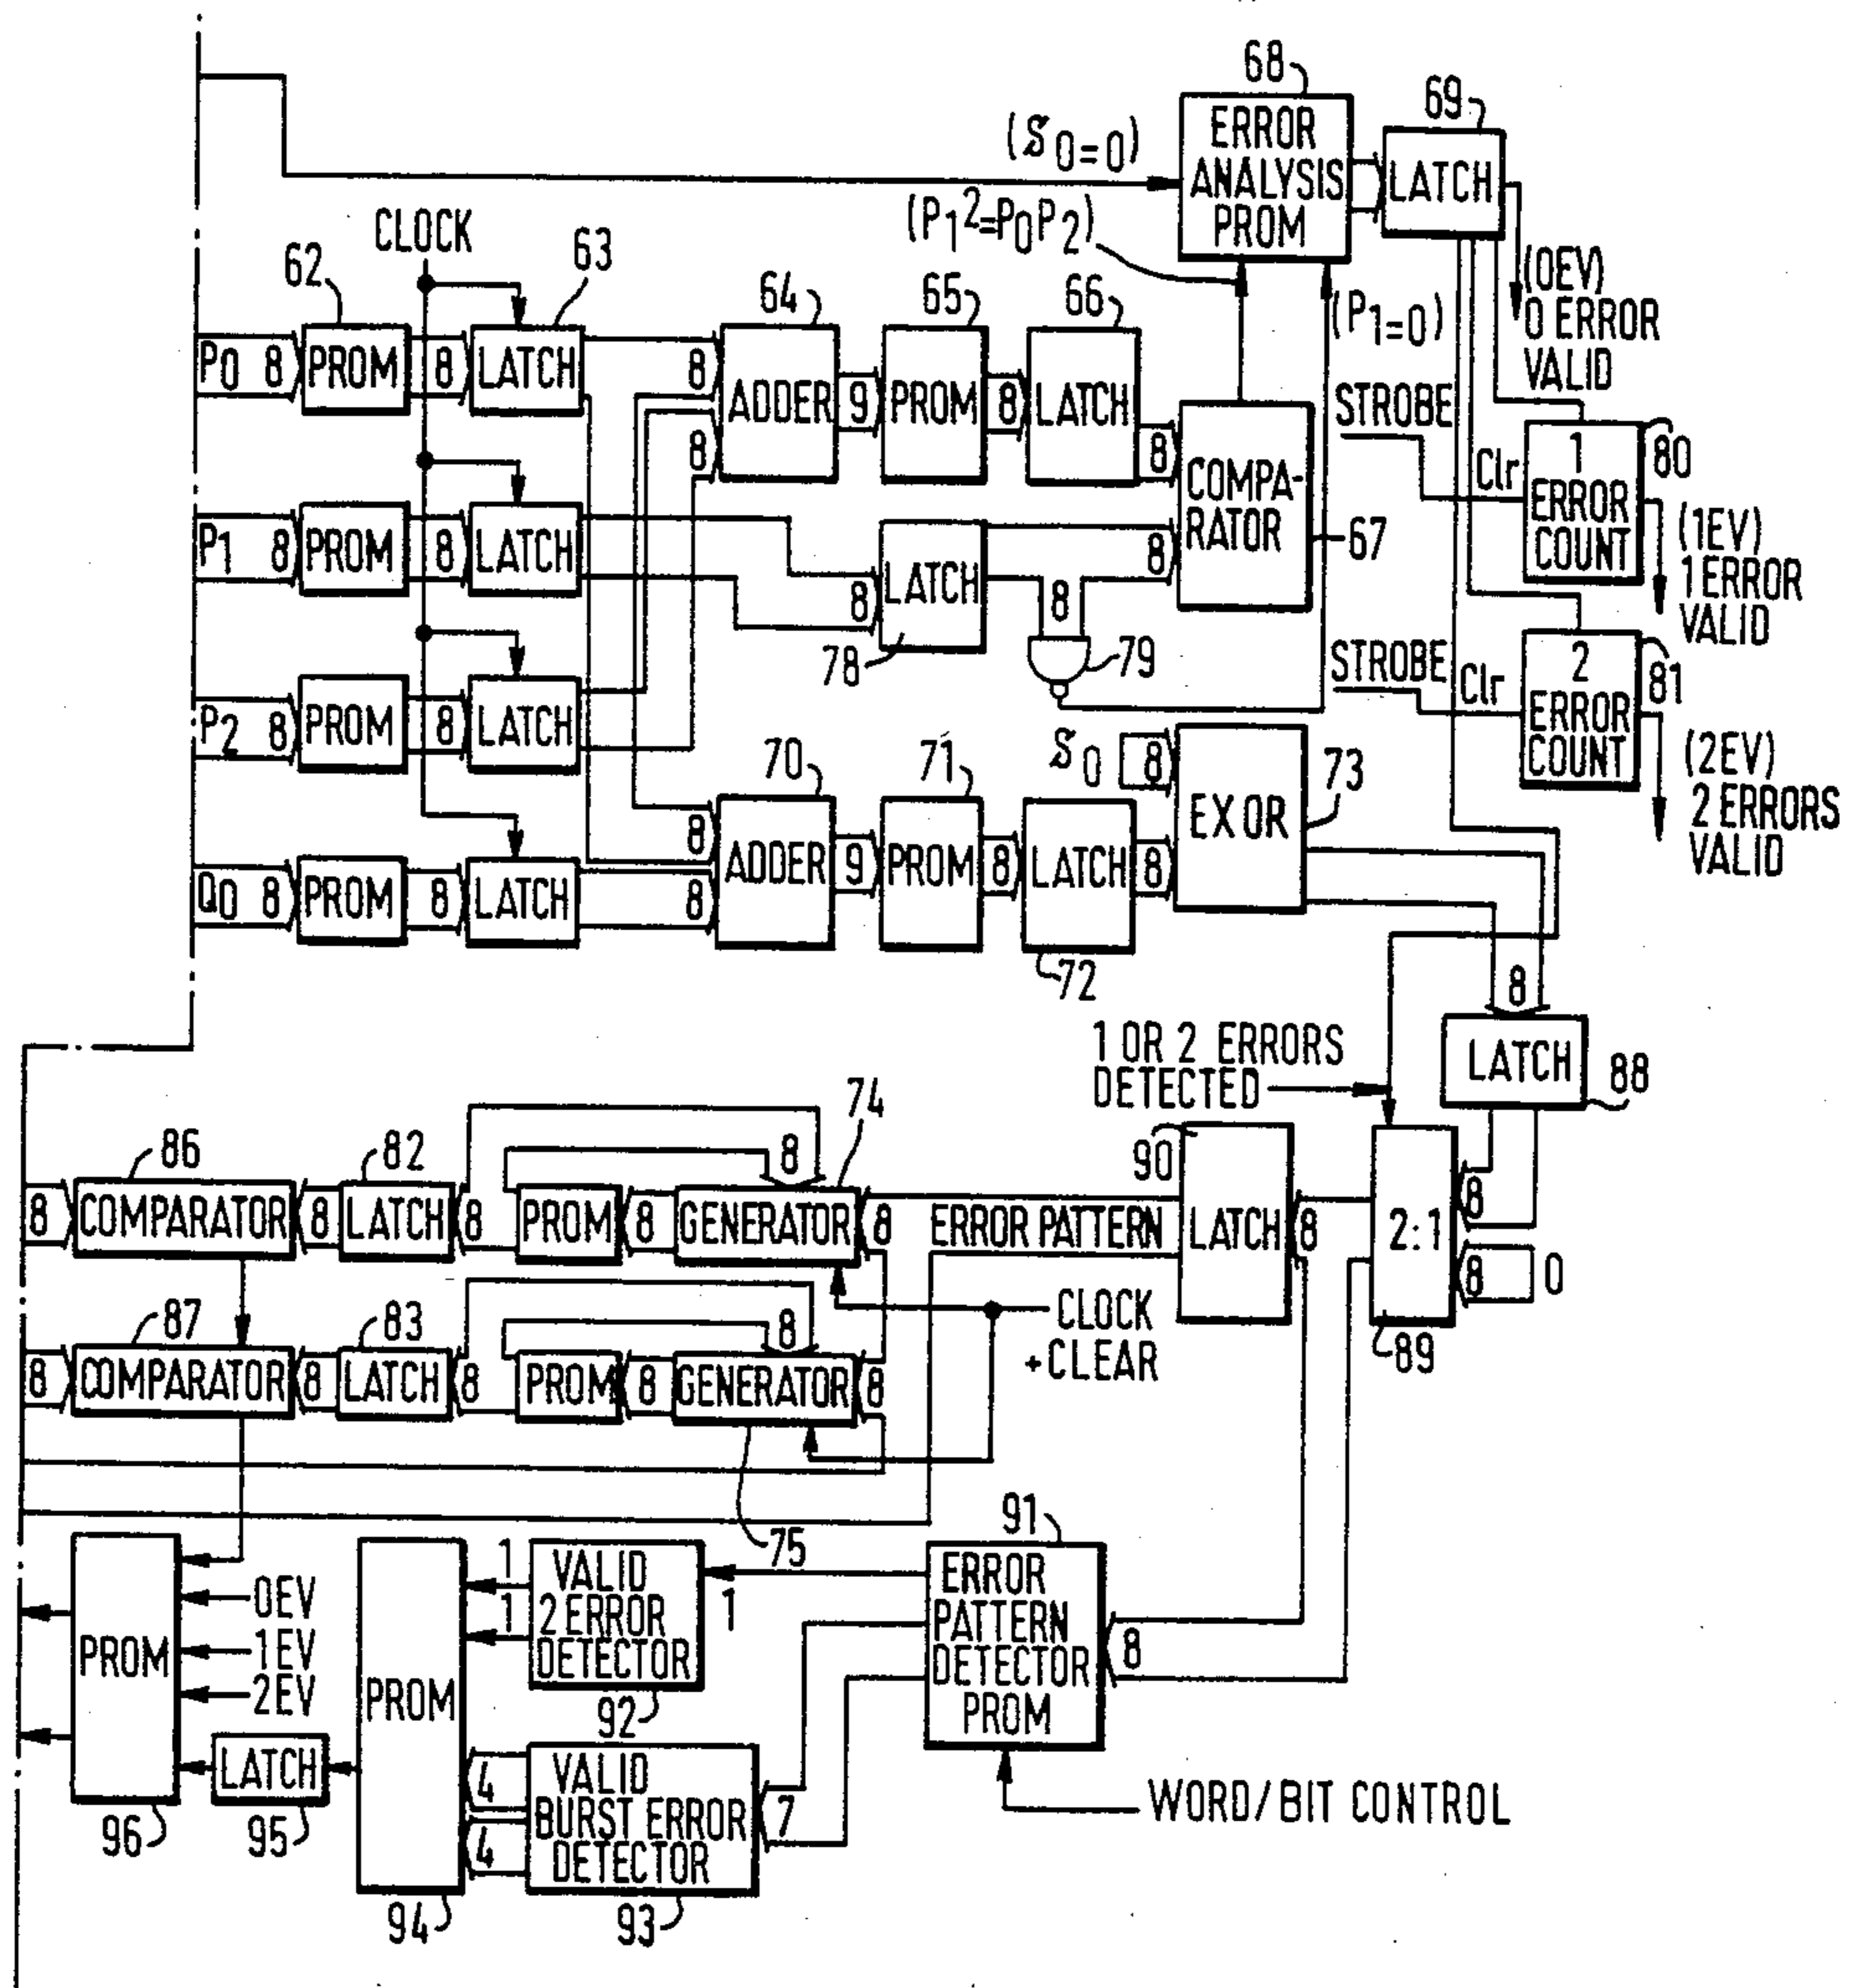 68
69
ERROR
ANALYSIS
PROM
LATCH
(S0=0)
(P1²=P0P2)
CLOCK
62
63
64
65
66
(P1=0)
(0EV)
0 ERROR
VALID
P0 8
PROM
8
LATCH
8
8
ADDER
9
PROM
8
LATCH
8
COMPA-
RATOR
67
STROBE
Clr
1
ERROR
COUNT
80
(1EV)
1 ERROR
VALID
P1 8
PROM
8
LATCH
8
LATCH
78
8
8
79
STROBE
Clr
2
ERROR
COUNT
81
(2EV)
2 ERRORS
VALID
P2 8
PROM
8
LATCH
70
71
S0
8
EXOR
73
Q0 8
PROM
8
LATCH
8
8
ADDER
9
PROM
8
LATCH
72
8
8
LATCH
88
1 OR 2 ERRORS
DETECTED
86
82
74
90
8
COMPARATOR
8
LATCH
8
PROM
8
GENERATOR
8
8
ERROR PATTERN
LATCH
8
2:1
8
8
0
89
87
83
CLOCK
+CLEAR
8
COMPARATOR
8
LATCH
8
PROM
8
GENERATOR
8
8
75
91
PROM
0EV
1EV
2EV
96
LATCH
95
PROM
94
1
1
VALID
2 ERROR
DETECTOR
92
1
4
4
VALID
BURST ERROR
DETECTOR
93
7
ERROR
PATTERN
DETECTOR
PROM
8
WORD/BIT CONTROL